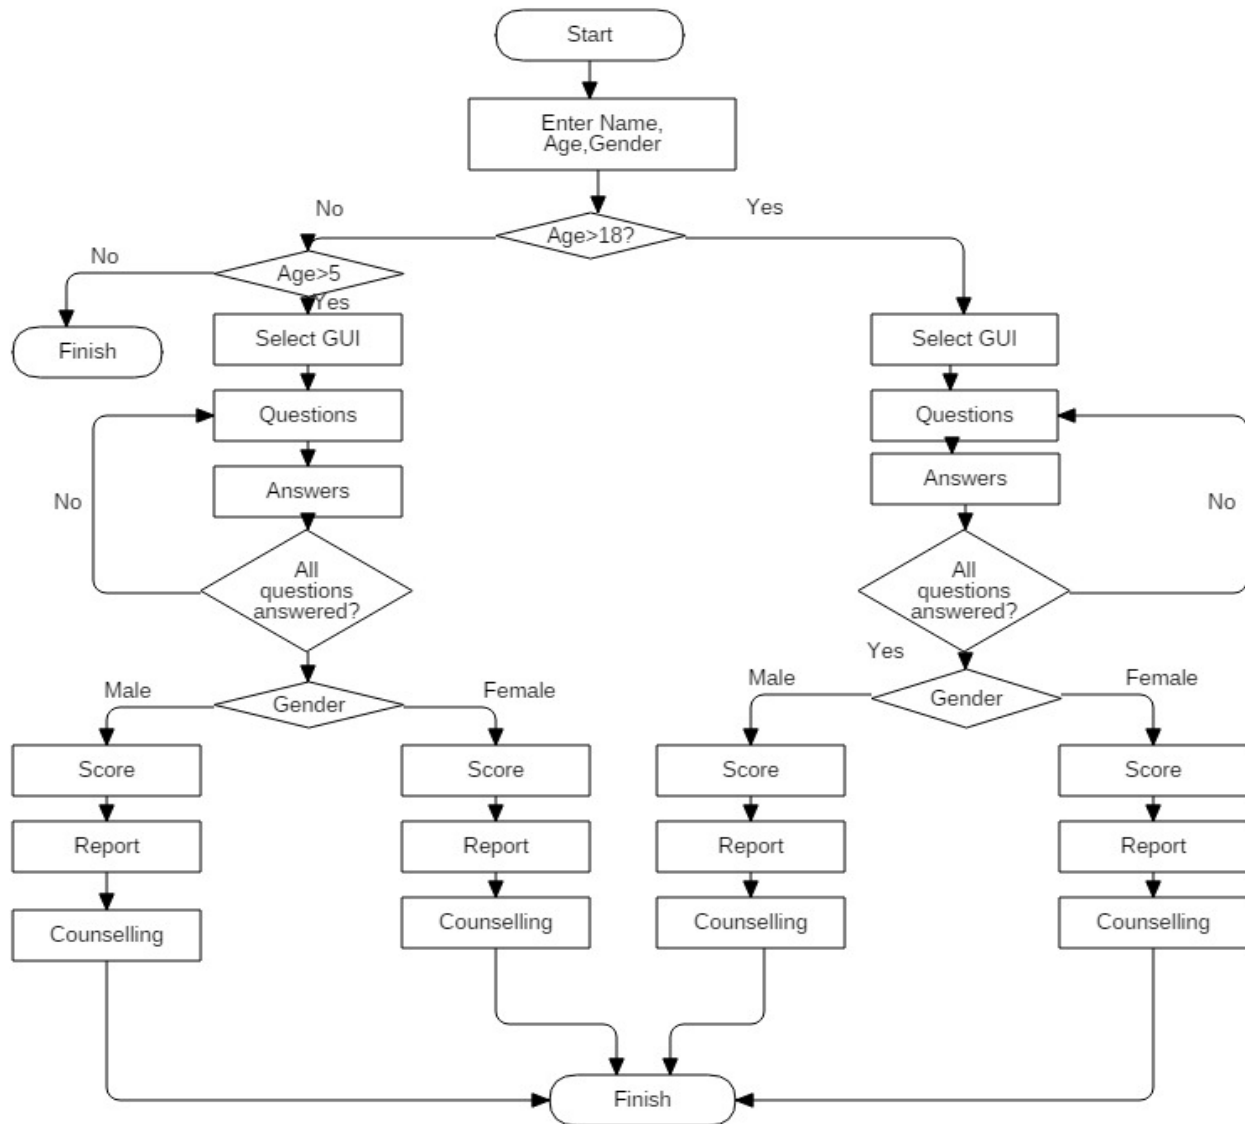 Start
Enter Name,
Age,Gender
No
Yes
Age>18?
No
Age>5
Yes
Finish
Select GUI
Select GUI
Questions
Questions
No
Answers
Answers
No
All
questions
answered?
All
questions
answered?
Yes
Male
Gender
Female
Male
Gender
Female
Score
Score
Score
Score
Report
Report
Report
Report
Counselling
Counselling
Counselling
Counselling
Finish